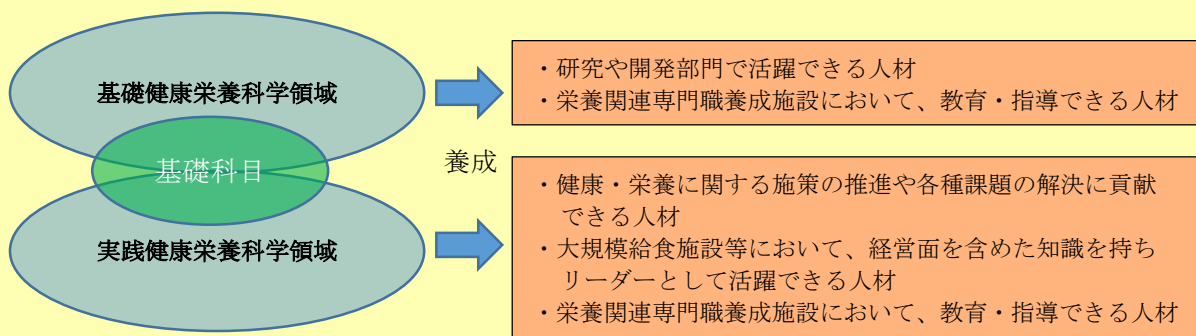 基礎健康栄養科学領域
基礎科目
実践健康栄養科学領域
養成
・研究や開発部門で活躍できる人材
・栄養関連専門職養成施設において、教育・指導できる人材
・健康・栄養に関する施策の推進や各種課題の解決に貢献
できる人材
・大規模給食施設等において、経営面を含めた知識を持ち
リーダーとして活躍できる人材
・栄養関連専門職養成施設において、教育・指導できる人材